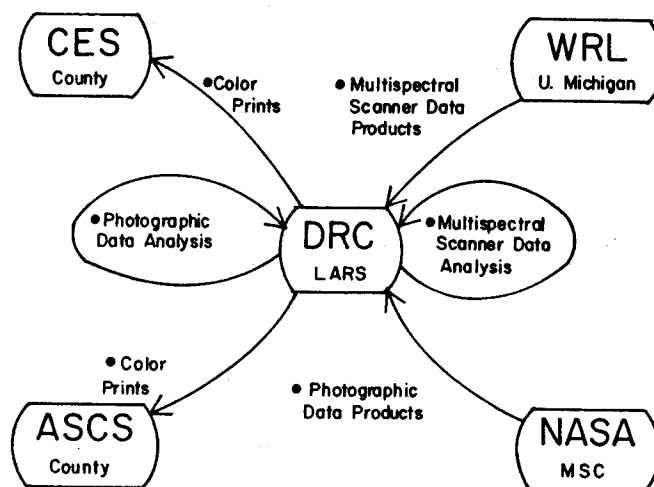 CES
County
•Color
Prints
• Multispectral
Scanner Data
Products
WRL
U. Michigan
•Photographic
Data Analysis
DRC
LARS
•Multispectral
Scanner Data
Analysis
• Color
Prints
• Photographic
Data Products
ASCS
County
NASA
MSC